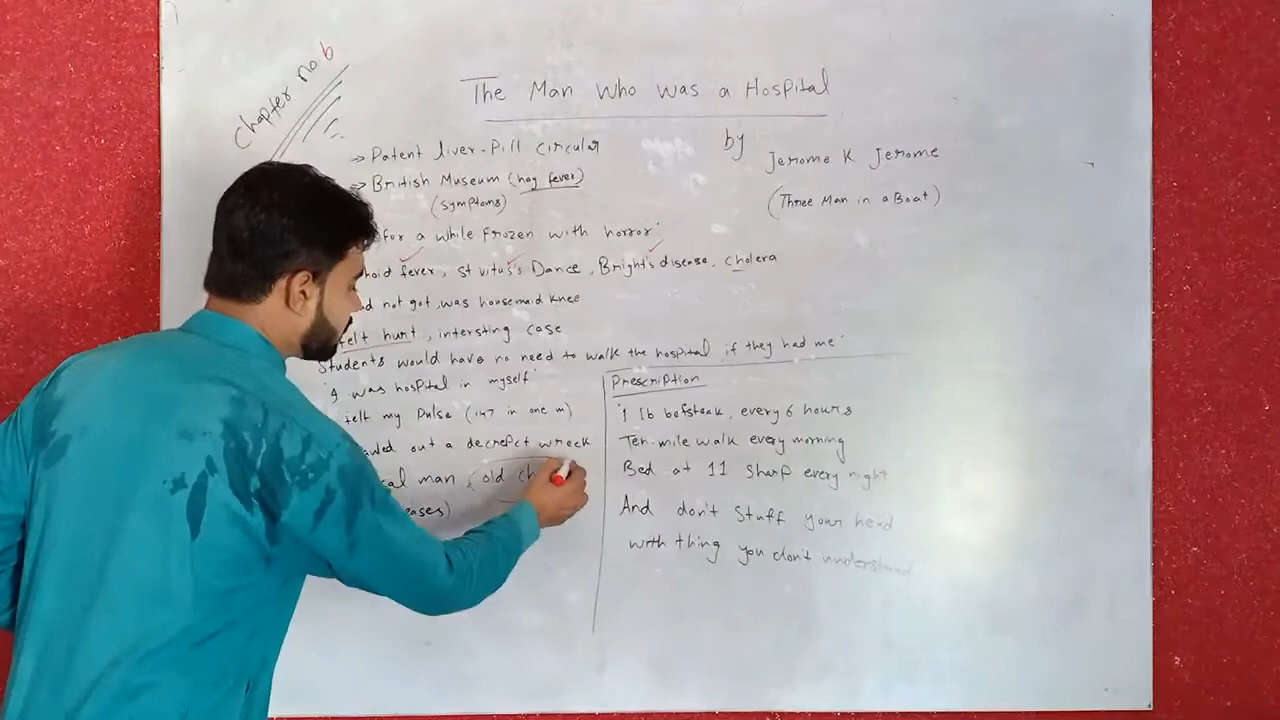 Chapter no.6
The Man Who was a Hospital
by
Jerome K Jerome
(Three Man in a Boat)
→ Patent liver-Pill Circular
→ British Museum (hay fever)
(symptoms)
for a while frozen with horror"
hoid fever, st vitus's Dance, Bright's disease, cholera
not got, was housemaid knee
felt hurt, intersting case
Students would have no need to walk the hospital if they had me"
"I was hospital in myself"
felt my Pulse (147 in one m)
out a decrepct wreck
man, (old ch
eases)
Prescription
"1 lb befsteak, every 6 hours
Ten-mile walk every morning
Bed at 11 sharp every night
And don't stuff your head
with thing you don't understand